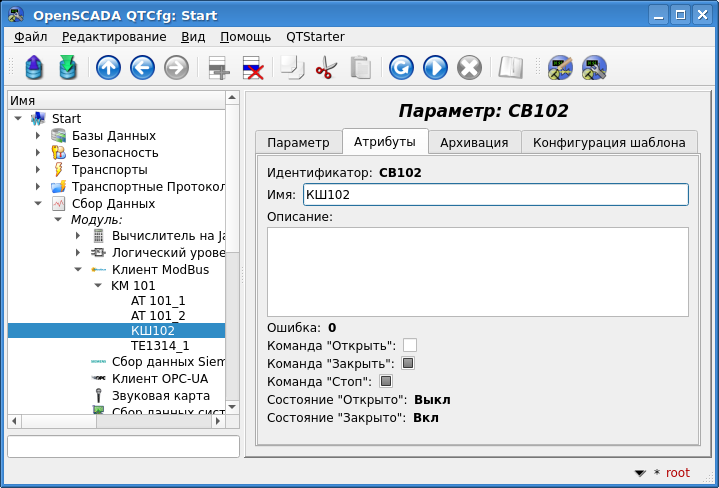 OpenSCADA QTCfg: Start
Файл Редактирование Вид Помощь QTStarter
Имя
Start
Базы Данных
Безопасность
Транспорты
Транспортные Протокол
Сбор Данных
Модуль:
Вычислитель на Ja
Логический урове
Клиент ModBus
КМ 101
AT 101_1
AT 101_2
КШ102
TE1314_1
Сбор данных Siem
Клиент OPC-UA
Звуковая карта
Сбор данных сист
Параметр: CB102
Параметр Атрибуты Архивация Конфигурация шаблона
Идентификатор: CB102
Имя: КШ102
Описание:
Ошибка: 0
Команда "Открыть":
Команда "Закрыть":
Команда "Стоп":
Состояние "Открыто": Выкл
Состояние "Закрыто": Вкл
* root